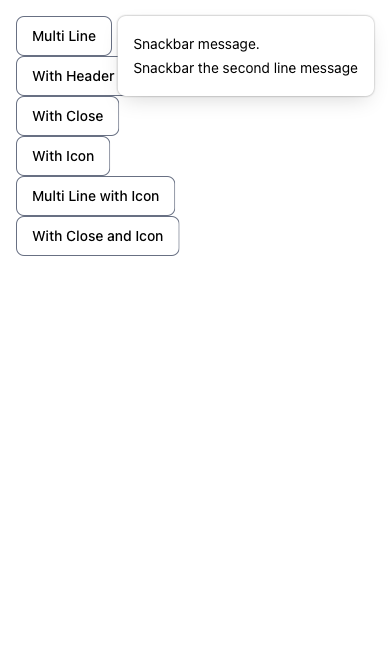 Multi Line
With Header
With Close
With Icon
Multi Line with Icon
With Close and Icon
Snackbar message.
Snackbar the second line message